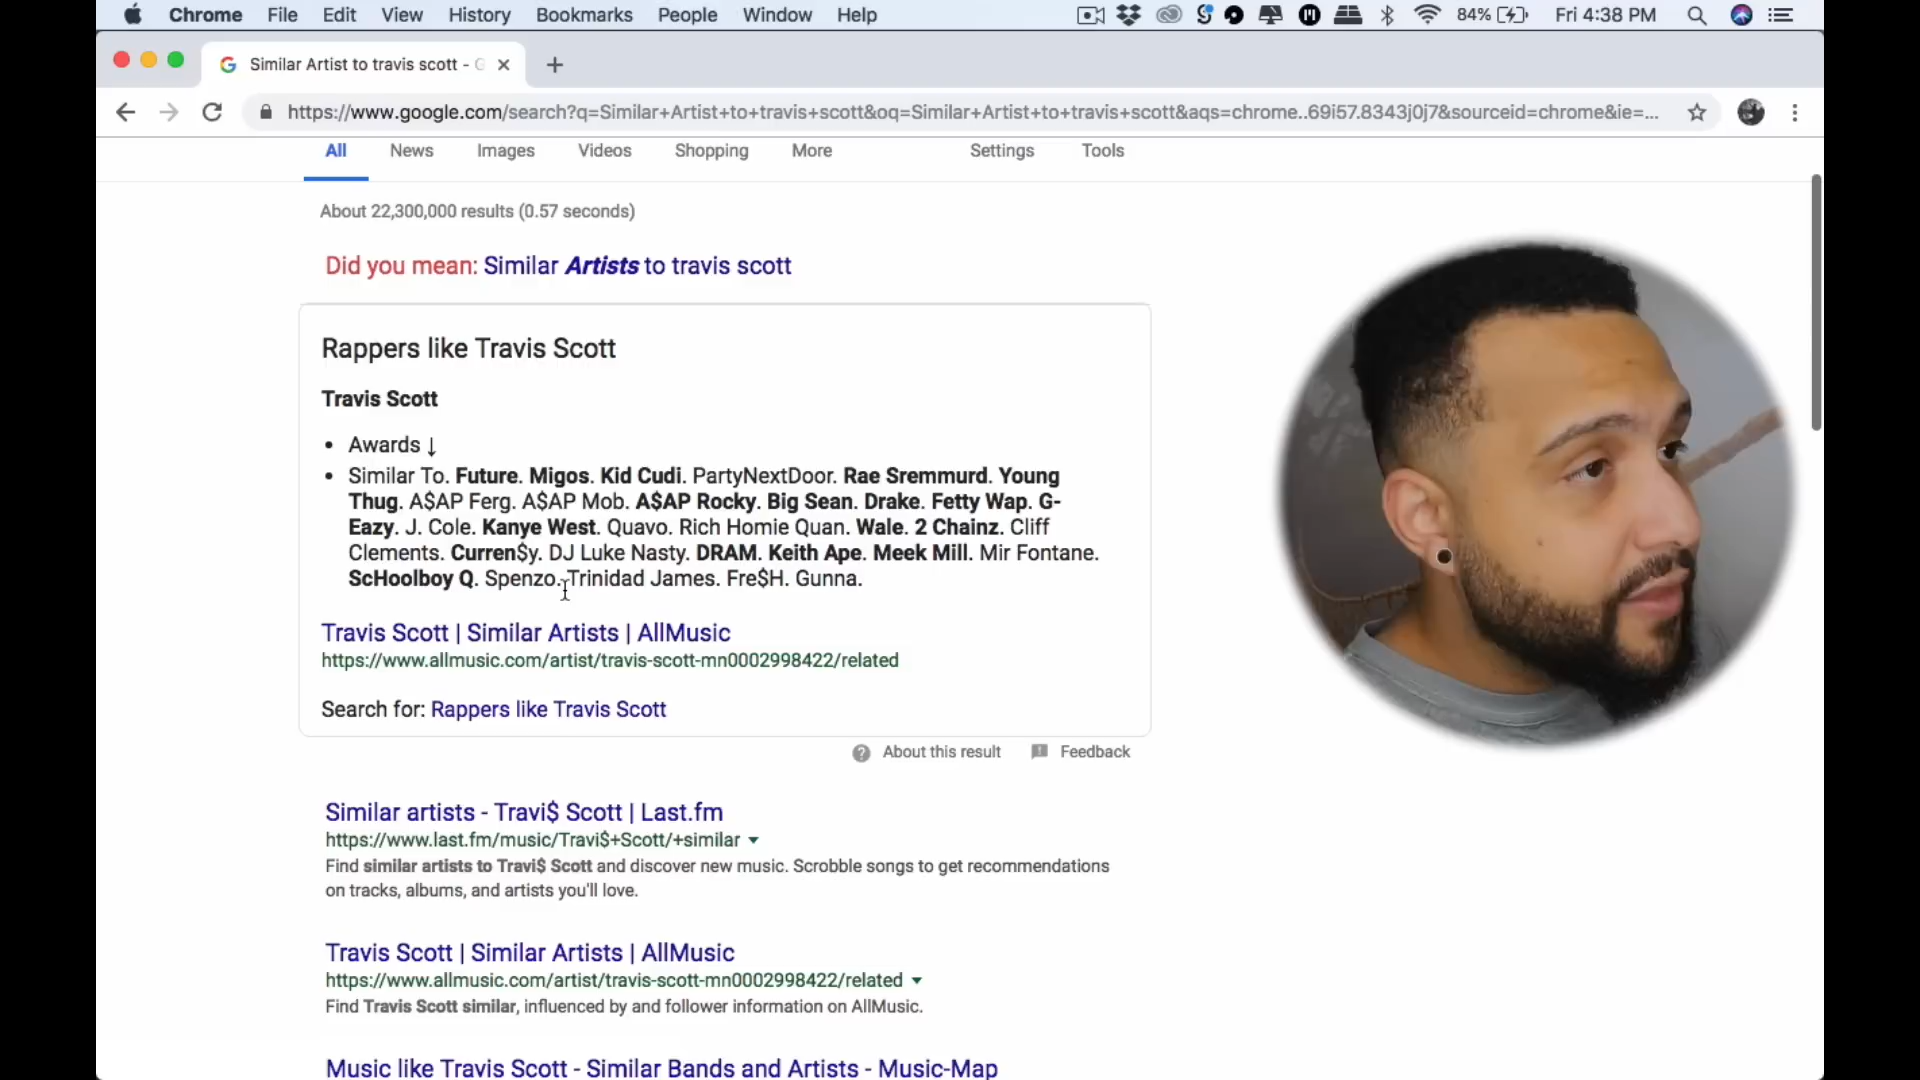 Chrome File Edit View History Bookmarks People Window Help 84% Fri 4:38 PM
Similar Artist to travis scott - G
https://www.google.com/search?q=Similar+Artist+to+travis+scott&oq=Similar+Artist+to+travis+scott&aqs=chrome..69i57.8343j0j7&sourceid=chrome&ie=...
All News Images Videos Shopping More Settings Tools
About 22,300,000 results (0.57 seconds)
Did you mean: Similar Artists to travis scott
Rappers like Travis Scott
Travis Scott
• Awards ↓
• Similar To. Future. Migos. Kid Cudi. PartyNextDoor. Rae Sremmurd. Young
Thug. A$AP Ferg. A$AP Mob. A$AP Rocky. Big Sean. Drake. Fetty Wap. G-
Eazy. J. Cole. Kanye West. Quavo. Rich Homie Quan. Wale. 2 Chainz. Cliff
Clements. Curren$y. DJ Luke Nasty. DRAM. Keith Ape. Meek Mill. Mir Fontane.
ScHoolboy Q. Spenzo. Trinidad James. Fre$H. Gunna.
Travis Scott | Similar Artists | AllMusic
https://www.allmusic.com/artist/travis-scott-mn0002998422/related
Search for: Rappers like Travis Scott
About this result Feedback
Similar artists - Travi$ Scott | Last.fm
https://www.last.fm/music/Travi$+Scott/+similar
Find similar artists to Travi$ Scott and discover new music. Scrobble songs to get recommendations
on tracks, albums, and artists you'll love.
Travis Scott | Similar Artists | AllMusic
https://www.allmusic.com/artist/travis-scott-mn0002998422/related
Find Travis Scott similar, influenced by and follower information on AllMusic.
Music like Travis Scott - Similar Bands and Artists - Music-Map